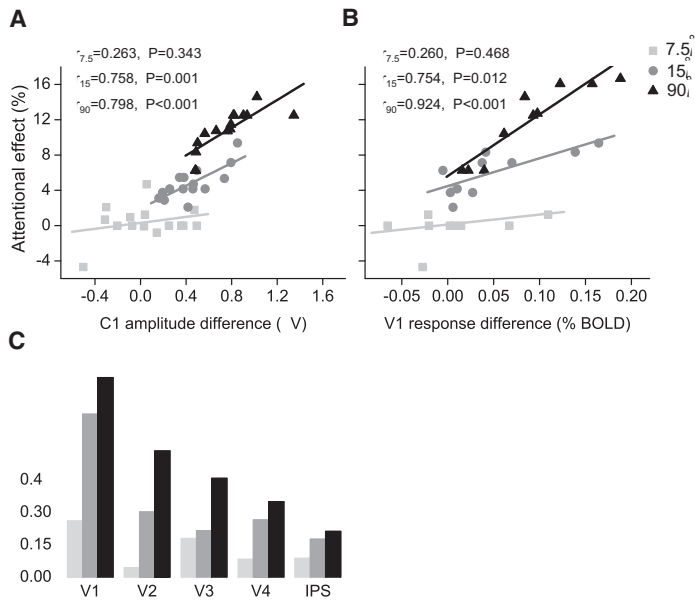 A
B
r7.5=0.263, P=0.343
r15=0.758, P=0.001
r90=0.798, P<0.001
r7.5=0.260, P=0.468
r15=0.754, P=0.012
r90=0.924, P<0.001
7.5
15
90
Attentional effect (%)
16
12
8
4
0
-4
-0.4 0.0 0.4 0.8 1.2 1.6
C1 amplitude difference ( V)
-0.05 0.00 0.05 0.10 0.15 0.20
V1 response difference (% BOLD)
C
0.4
0.30
0.15
0.00
V1 V2 V3 V4 IPS